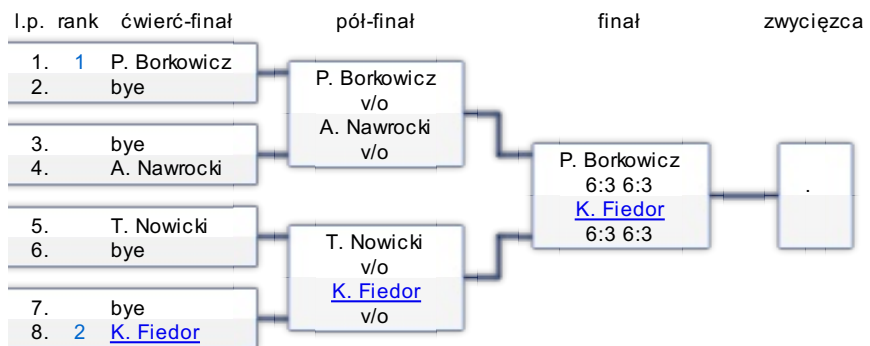 l.p. rank ćwierć-finał pół-finał finał zwycięzca
1. 1 P. Borkowicz
2. bye
3. bye
4. A. Nawrocki
5. T. Nowicki
6. bye
7. bye
8. 2 K. Fiedor
P. Borkowicz
v/o
A. Nawrocki
v/o
T. Nowicki
v/o
K. Fiedor
v/o
P. Borkowicz
6:3 6:3
K. Fiedor
6:3 6:3
.